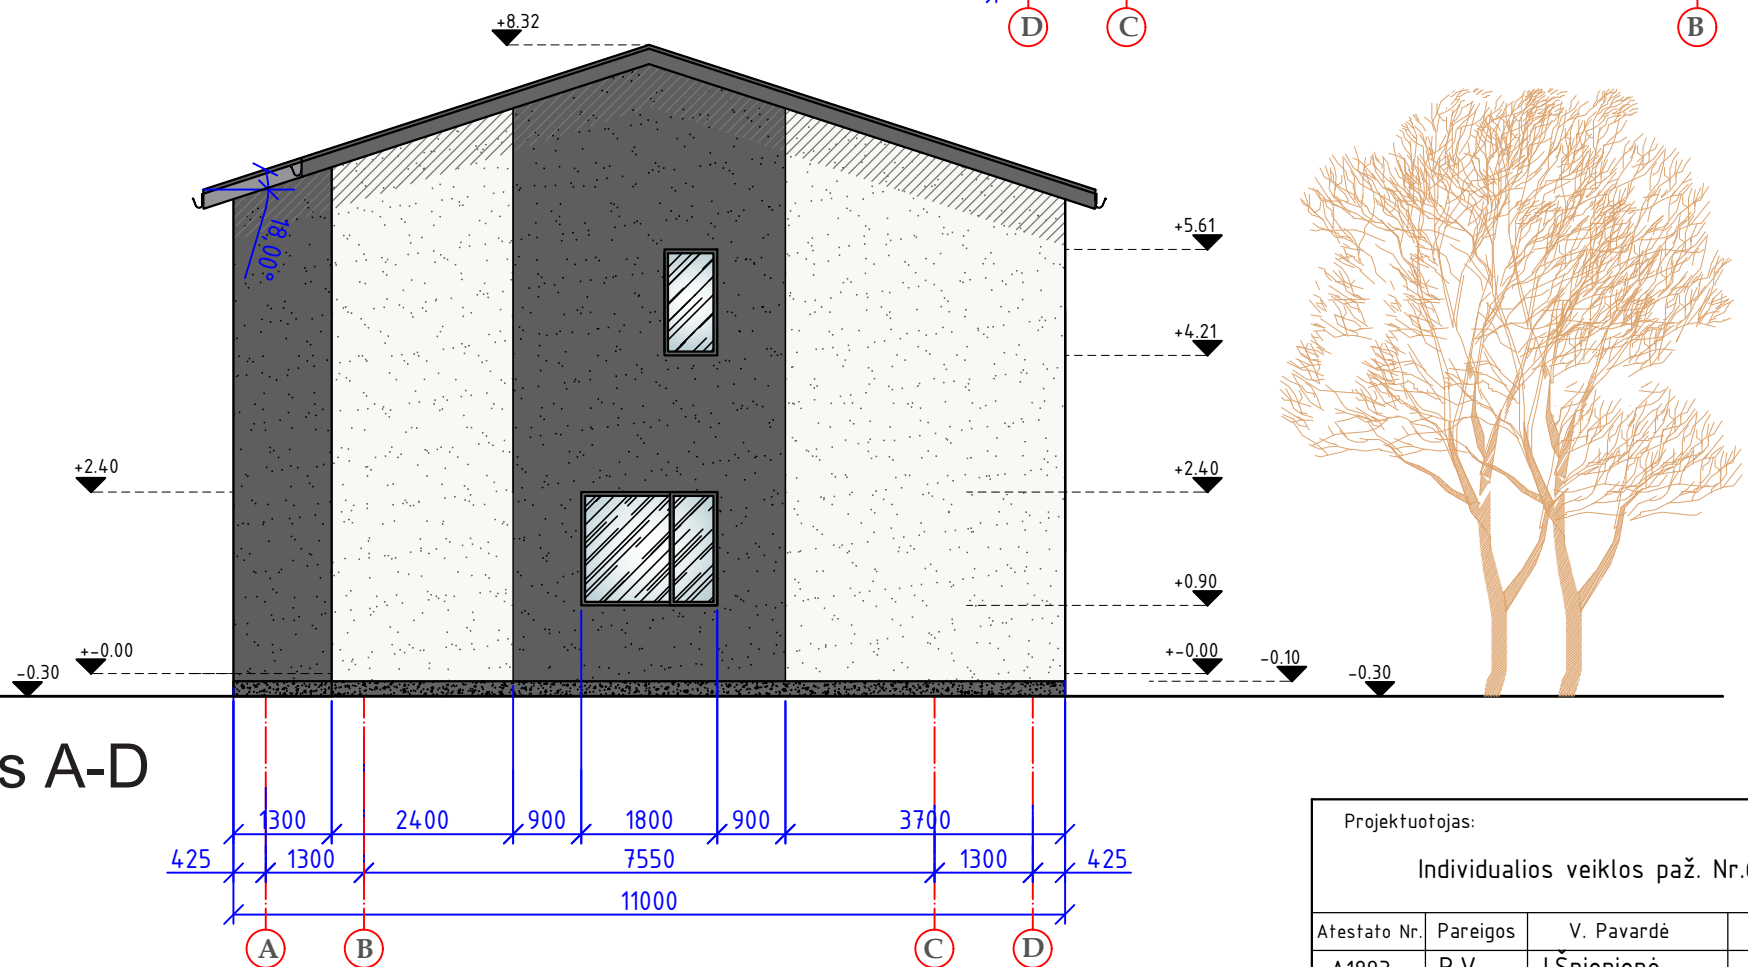 +8.32
D C B
18,00°
+5.61
+4.21
+2.40 +2.40
+0.90
+-0.00 +-0.00
-0.30 -0.10 -0.30
s A-D
1300 2400 900 1800 900 3700
425 1300 7550 1300 425
11000
A B C D
Projektuotojas:
Individualios veiklos paž. Nr.
Atestato Nr. Pareigos V. Pavardė